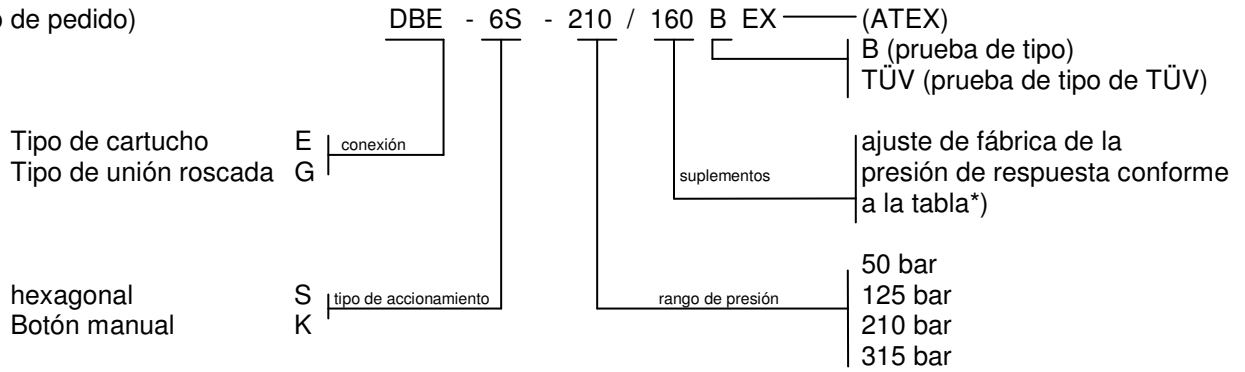 de pedido)
DBE - 6S - 210 / 160 B EX (ATEX)
B (prueba de tipo)
TÜV (prueba de tipo de TÜV)
Tipo de cartucho E
Tipo de unión roscada G
conexión
suplementos
ajuste de fábrica de la
presión de respuesta conforme
a la tabla*)
hexagonal S
Botón manual K
tipo de accionamiento
rango de presión
50 bar
125 bar
210 bar
315 bar